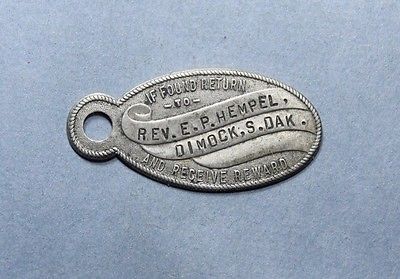 IF FOUND RETURN
-TO-
REV. E. P. HEMPEL,
DIMOCK, S. DAK.
AND RECEIVE REWARD